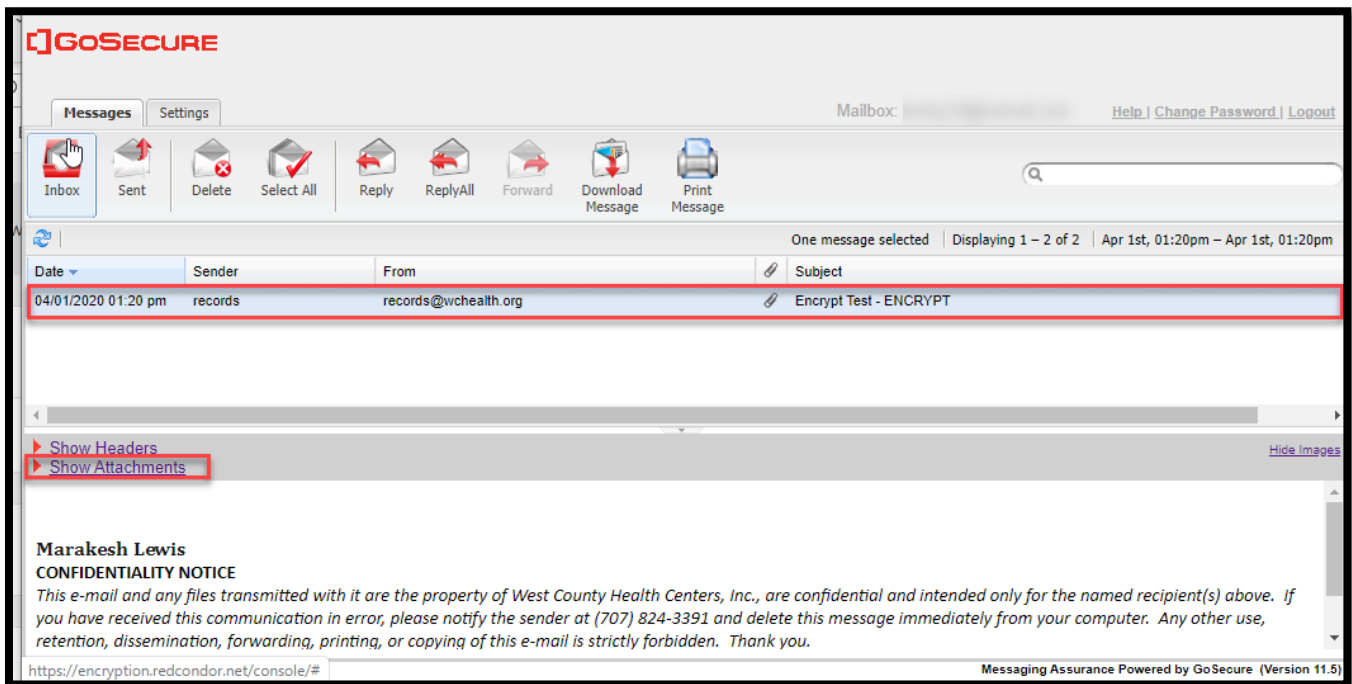 GOSECURE
Messages Settings Mailbox: Help | Change Password | Logout
Inbox Sent Delete Select All Reply ReplyAll Forward Download Message Print Message
One message selected Displaying 1 – 2 of 2 Apr 1st, 01:20pm – Apr 1st, 01:20pm
Date Sender From Subject
04/01/2020 01:20 pm records records@wchealth.org Encrypt Test - ENCRYPT
Show Headers Hide Images
Show Attachments
Marakesh Lewis
CONFIDENTIALITY NOTICE
This e-mail and any files transmitted with it are the property of West County Health Centers, Inc., are confidential and intended only for the named recipient(s) above. If
you have received this communication in error, please notify the sender at (707) 824-3391 and delete this message immediately from your computer. Any other use,
retention, dissemination, forwarding, printing, or copying of this e-mail is strictly forbidden. Thank you.
https://encryption.redcondor.net/console/# Messaging Assurance Powered by GoSecure (Version 11.5)